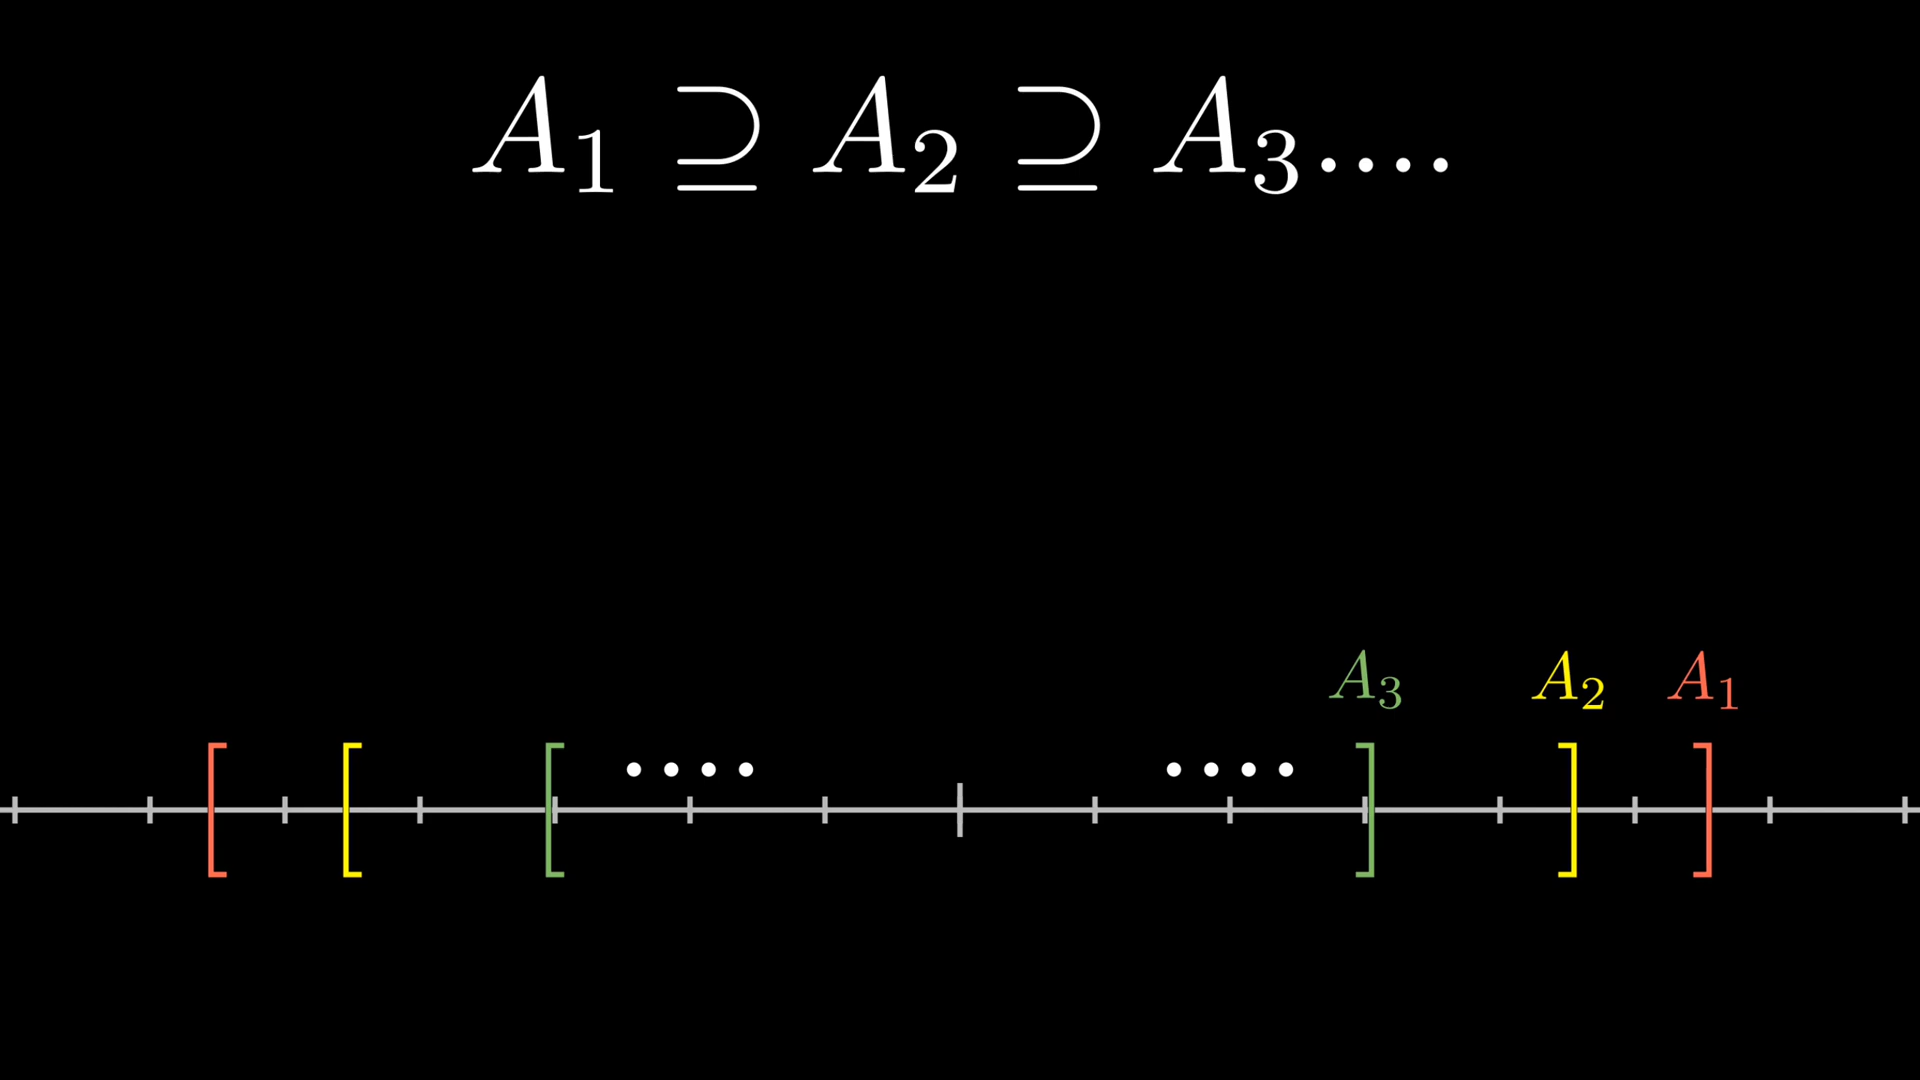 A₁ ⊇ A₂ ⊇ A₃....
A₃ A₂ A₁
[ [ [ .... .... ] ] ]